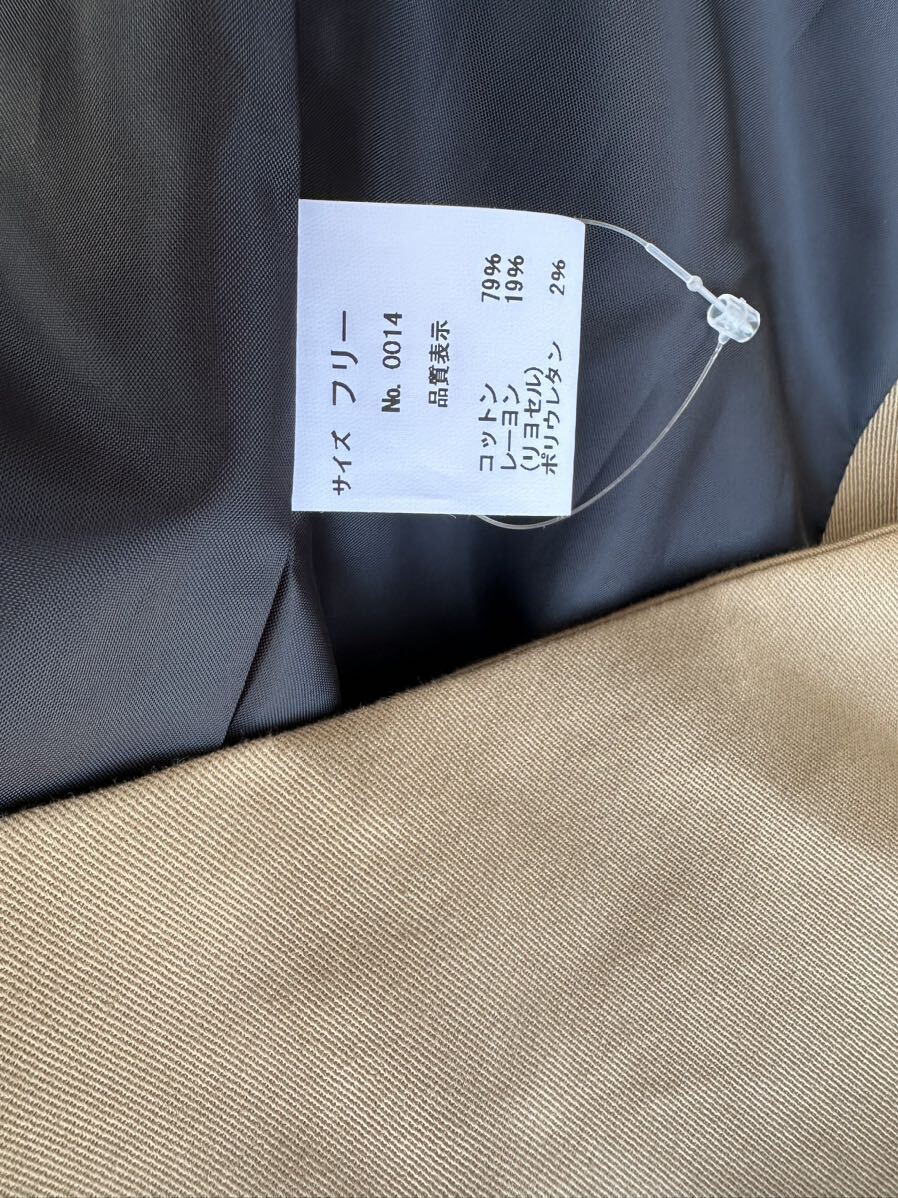 サイズ フリー
No. 0014
品質表示
コットン 79%
レーヨン 19%
(リヨセル)
ポリウレタン 2%